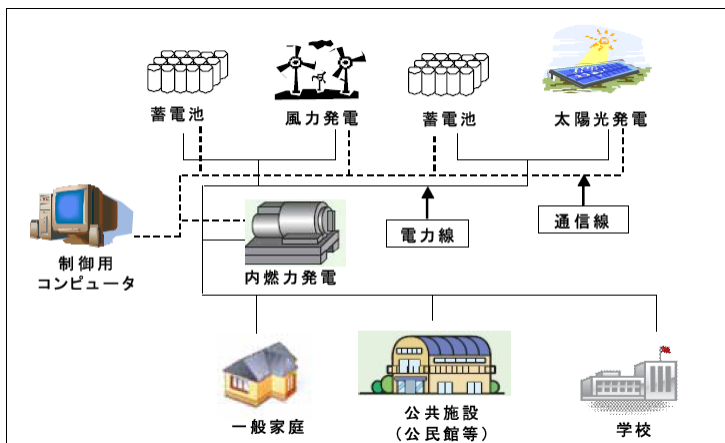 蓄電池
風力発電
蓄電池
太陽光発電
制御用
コンピュータ
内燃力発電
電力線
通信線
一般家庭
公共施設
（公民館等）
学校